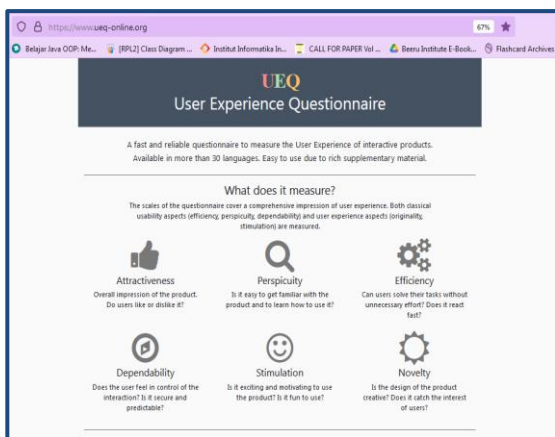 https://www.ueq-online.org 67%
Belajar Java OOP: Me... [RPL2] Class Diagram ... Institut Informatika In... CALL FOR PAPER Vol ... Beeru Institute E-Book... Flashcard Archives
UEQ
User Experience Questionnaire
A fast and reliable questionnaire to measure the User Experience of interactive products.
Available in more than 30 languages. Easy to use due to rich supplementary material.
What does it measure?
The scales of the questionnaire cover a comprehensive impression of user experience. Both classical
usability aspects (efficiency, perspicuity, dependability) and user experience aspects (originality,
stimulation) are measured.
Attractiveness
Overall impression of the product.
Do users like or dislike it?
Perspicuity
Is it easy to get familiar with the
product and to learn how to use it?
Efficiency
Can users solve their tasks without
unnecessary effort? Does it react
fast?
Dependability
Does the user feel in control of the
interaction? Is it secure and
predictable?
Stimulation
Is it exciting and motivating to use
the product? Is it fun to use?
Novelty
Is the design of the product
creative? Does it catch the interest
of users?